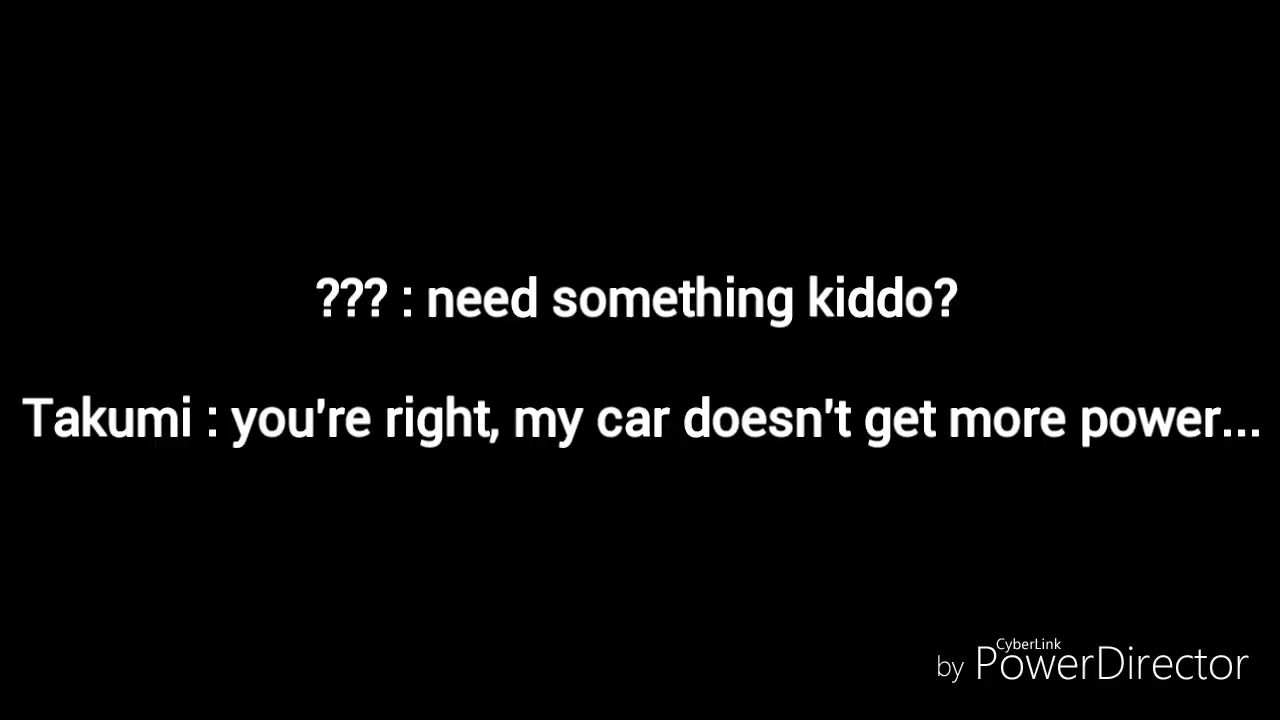 ??? : need something kiddo?
Takumi : you're right, my car doesn't get more power...
CyberLink
by PowerDirector